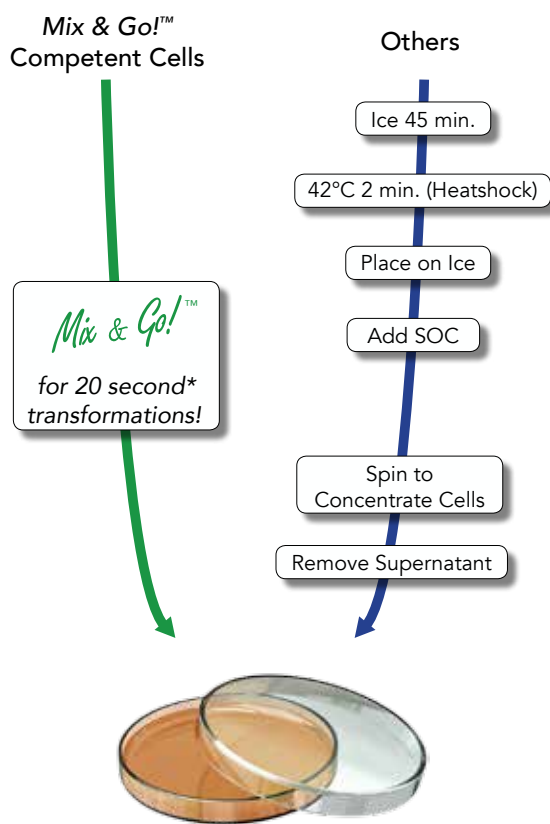 Mix & Go!™
Competent Cells
Others
Ice 45 min.
42°C 2 min. (Heatshock)
Place on Ice
Add SOC
Mix & Go!™
for 20 second*
transformations!
Spin to
Concentrate Cells
Remove Supernatant